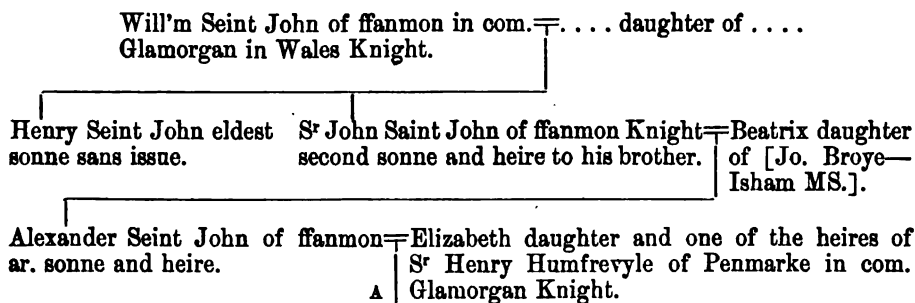 Will'm Seint John of ffanmon in com.=. . . . daughter of . . . .
Glamorgan in Wales Knight.
Henry Seint John eldest
sonne sans issue.
Sr John Saint John of ffanmon Knight=Beatrix daughter
second sonne and heire to his brother.
of [Jo. Broye—
Isham MS.].
Alexander Seint John of ffanmon=Elizabeth daughter and one of the heires of
ar. sonne and heire.
Sr Henry Humfrevyle of Penmarke in com.
A
Glamorgan Knight.